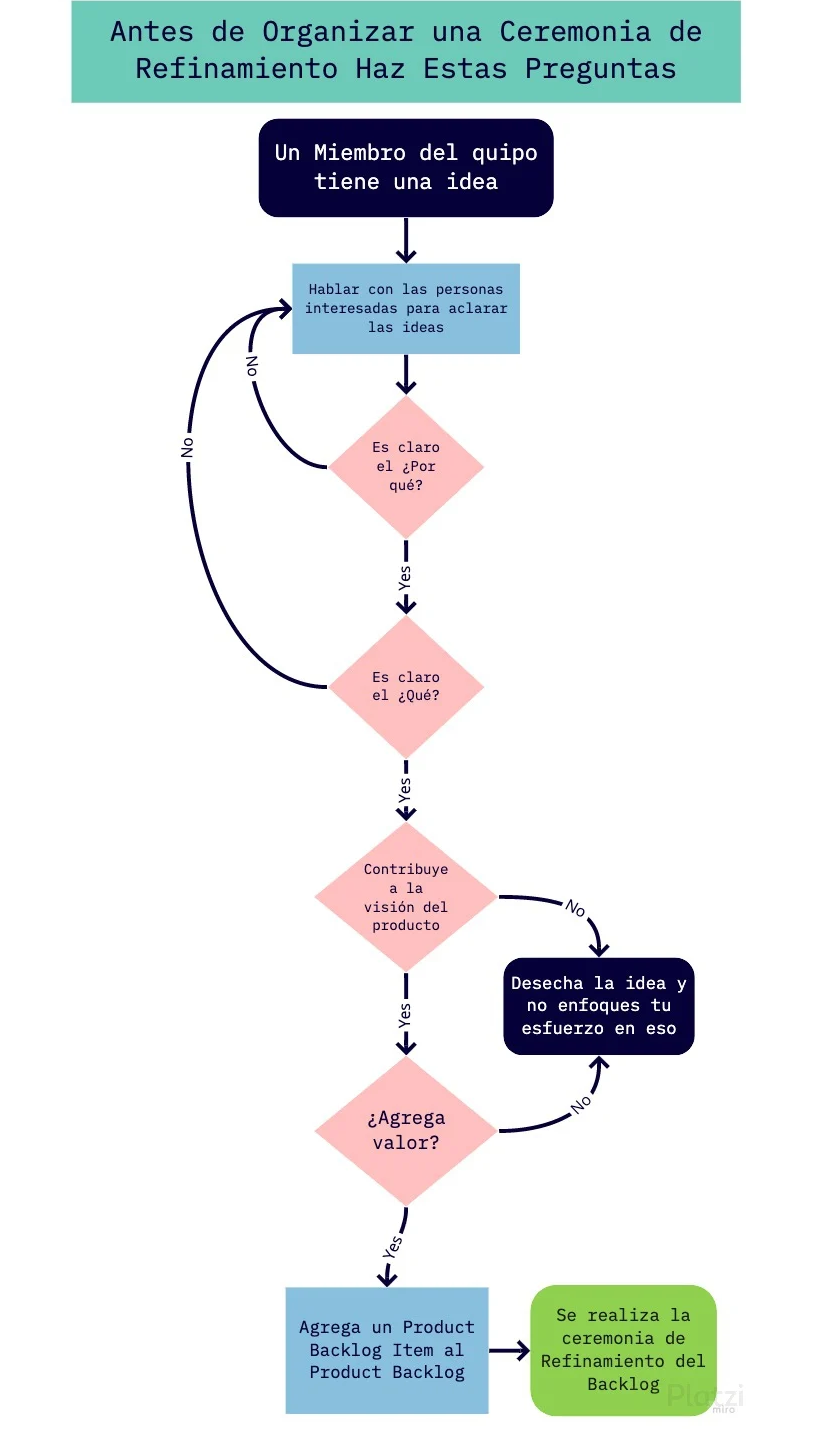 Antes de Organizar una Ceremonia de
Refinamiento Haz Estas Preguntas
Un Miembro del quipo
tiene una idea
Hablar con las personas
interesadas para aclarar
las ideas
No
No
Es claro
el ¿Por
qué?
Yes
Es claro
el ¿Qué?
Yes
Contribuye
a la
visión del
producto
No
Desecha la idea y
no enfoques tu
esfuerzo en eso
Yes
¿Agrega
valor?
No
Yes
Agrega un Product
Backlog Item al
Product Backlog
Se realiza la
ceremonia de
Refinamiento del
Backlog
Platzi
miro